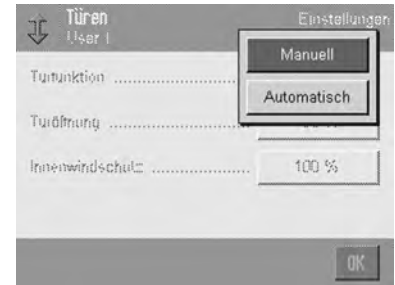 Türen
Einstellungen
User 1
Manuell
Automatisch
Türfunktion
Türöffnung
Innenwindschutz
100 %
OK